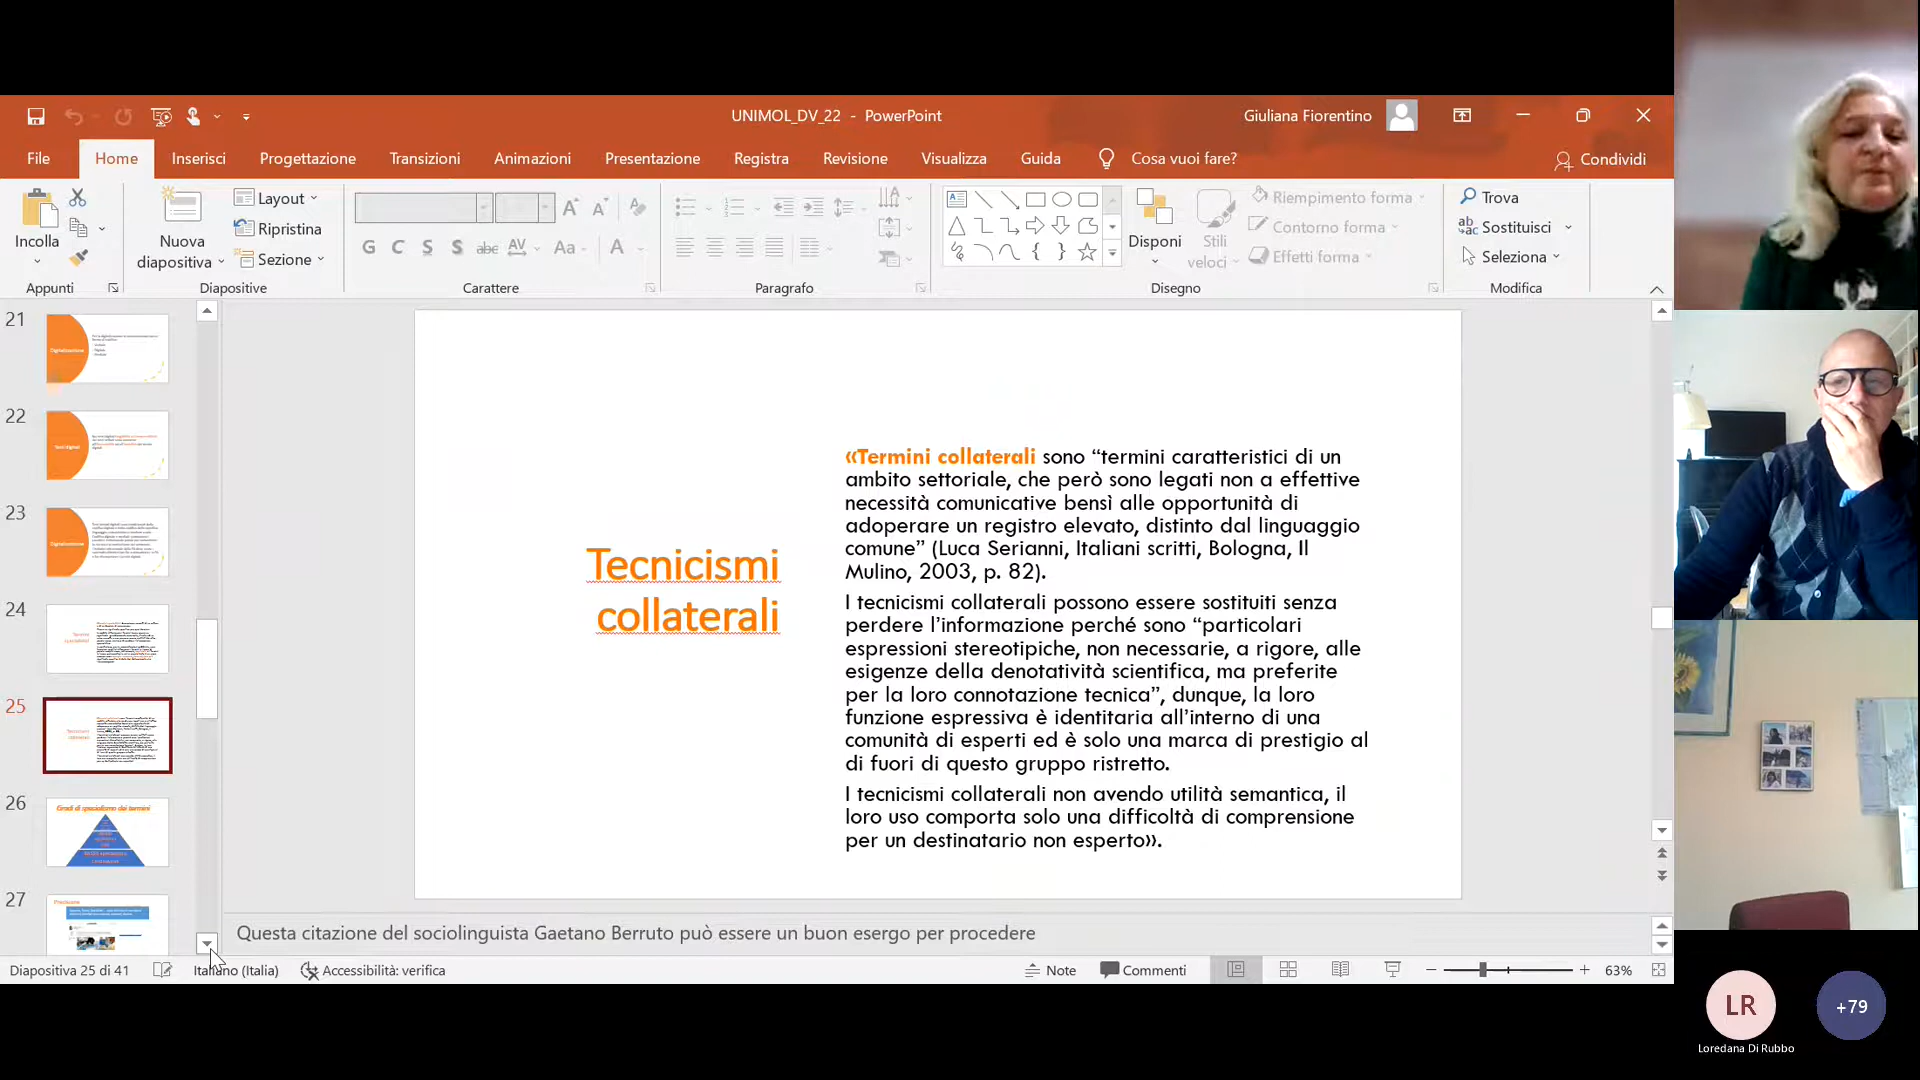 UNIMOL_DV_22 - PowerPoint
Giuliana Fiorentino
File
Home
Inserisci
Progettazione
Transizioni
Animazioni
Presentazione
Registra
Revisione
Visualizza
Guida
Cosa vuoi fare?
Condividi
Incolla
Appunti
Nuova
diapositiva
Layout
Ripristina
Sezione
Diapositive
G C S S abc AV Aa A
Carattere
Paragrafo
Disponi
Stili
veloci
Riempimento forma
Contorno forma
Effetti forma
Disegno
Trova
Sostituisci
Seleziona
Modifica
21
Digitalizzazione
22
23
Digitalizzazione
24
25
26
Gradi di specialismo dei termini
27
Tecnicismi
collaterali
«Termini collaterali sono “termini caratteristici di un
ambito settoriale, che però sono legati non a effettive
necessità comunicative bensì alle opportunità di
adoperare un registro elevato, distinto dal linguaggio
comune” (Luca Serianni, Italiani scritti, Bologna, Il
Mulino, 2003, p. 82).
I tecnicismi collaterali possono essere sostituiti senza
perdere l’informazione perché sono “particolari
espressioni stereotipiche, non necessarie, a rigore, alle
esigenze della denotatività scientifica, ma preferite
per la loro connotazione tecnica”, dunque, la loro
funzione espressiva è identitaria all’interno di una
comunità di esperti ed è solo una marca di prestigio al
di fuori di questo gruppo ristretto.
I tecnicismi collaterali non avendo utilità semantica, il
loro uso comporta solo una difficoltà di comprensione
per un destinatario non esperto».
Questa citazione del sociolinguista Gaetano Berruto può essere un buon esergo per procedere
Diapositiva 25 di 41
Italiano (Italia)
Accessibilità: verifica
Note
Commenti
63%
LR
+79
Loredana Di Rubbo